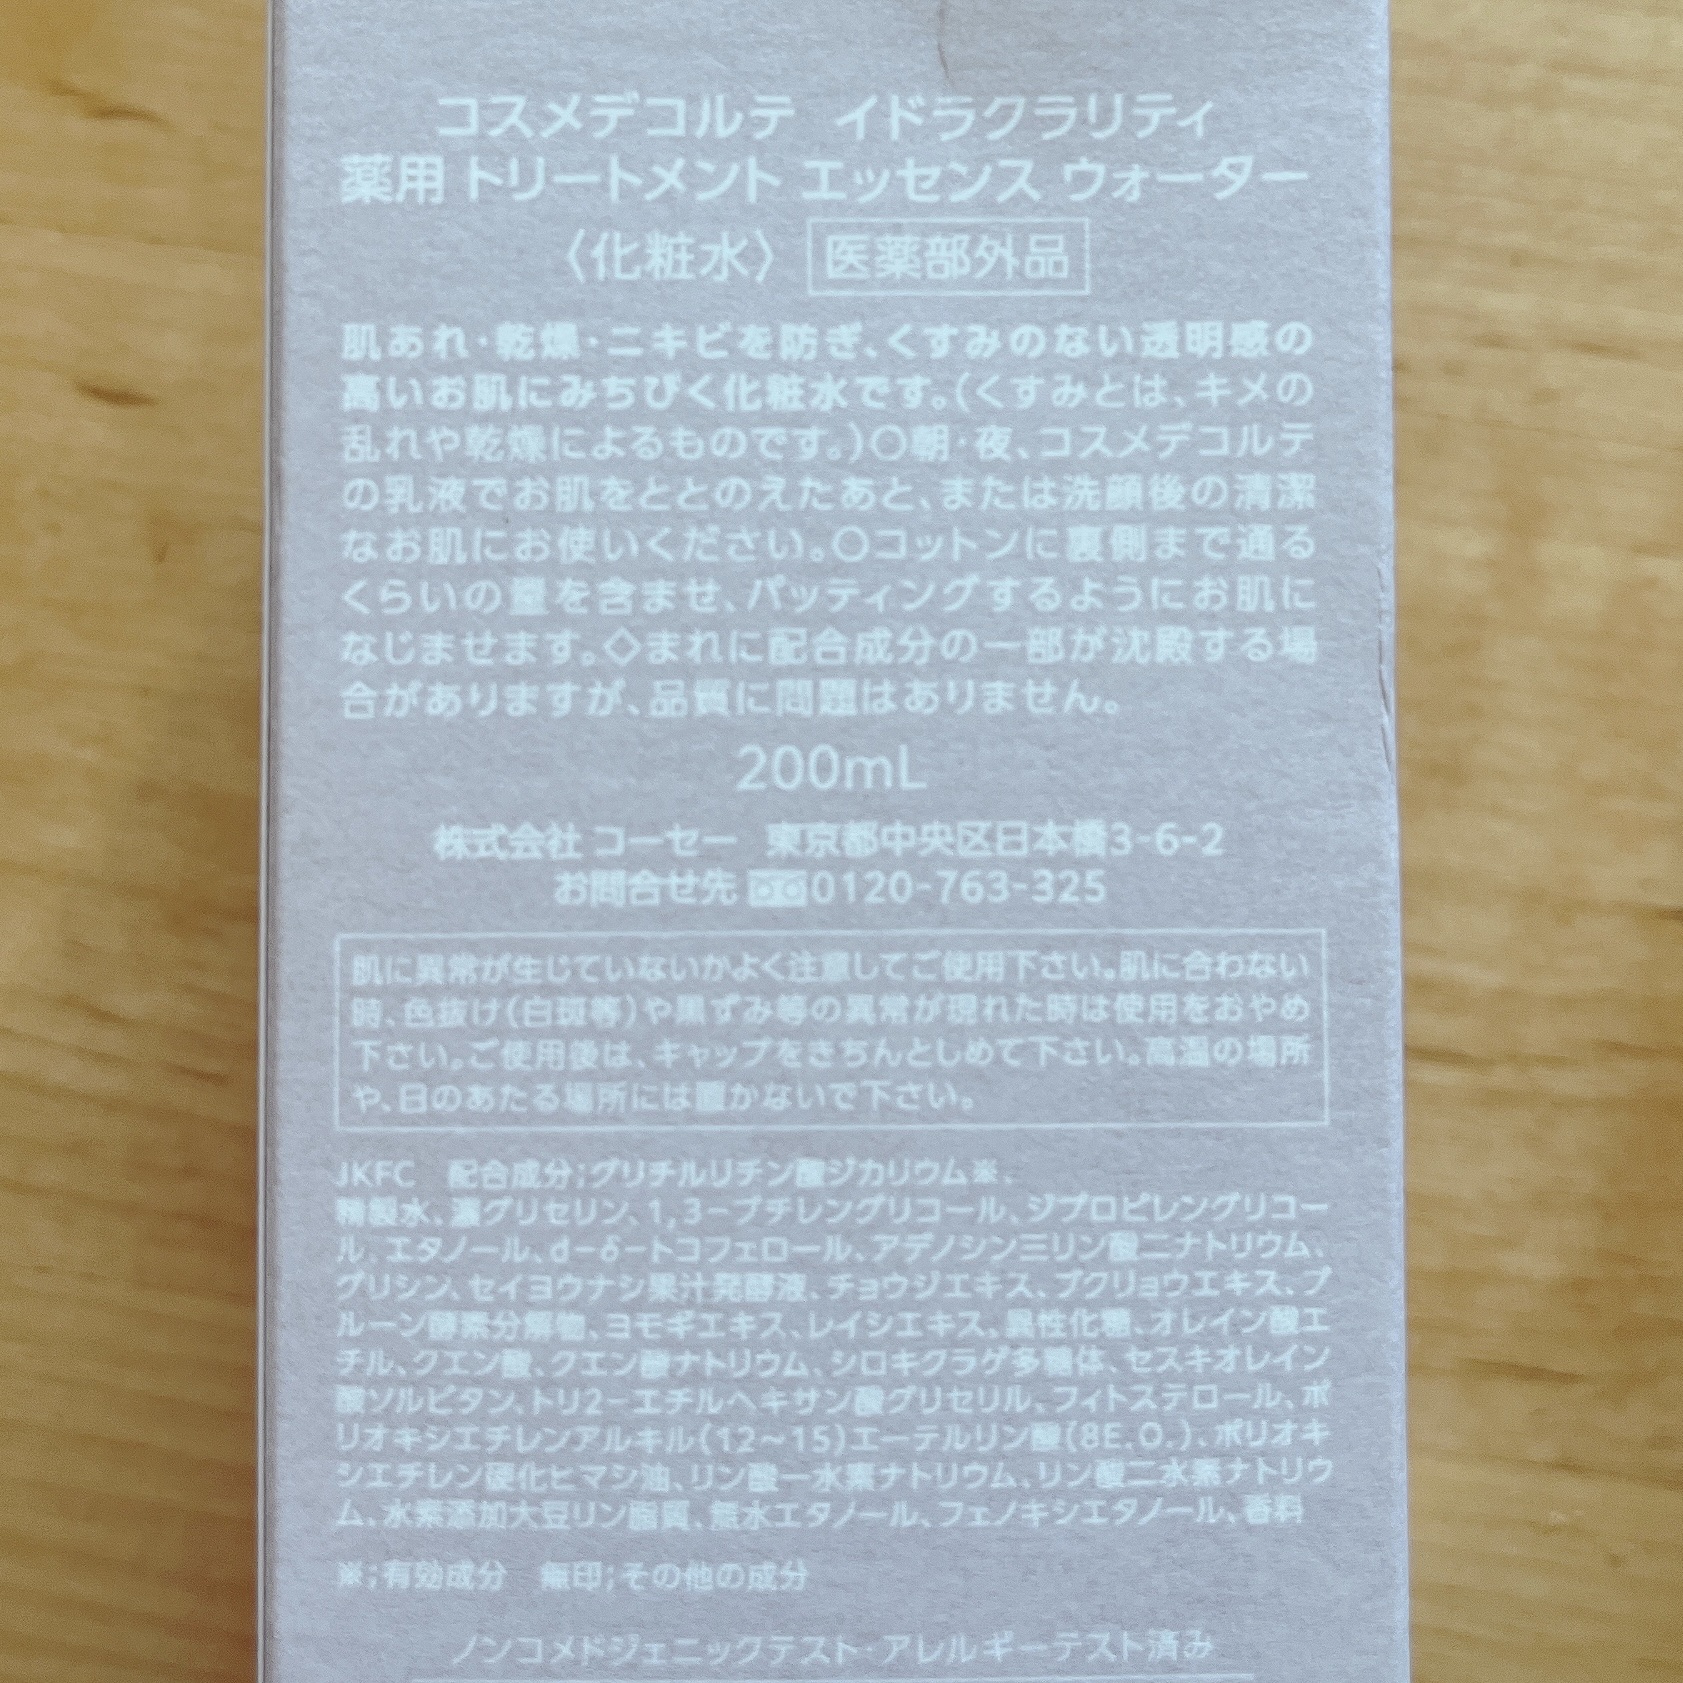 コスメデコルテ イドラクラリティ
薬用 トリートメント エッセンス ウォーター
〈化粧水〉 医薬部外品
肌あれ・乾燥・ニキビを防ぎ、くすみのない透明感の
高いお肌にみちびく化粧水です。(くすみとは、キメの
乱れや乾燥によるものです。)○朝・夜、コスメデコルテ
の乳液でお肌をととのえたあと、または洗顔後の清潔
なお肌にお使いください。○コットンに裏側まで通る
くらいの量を含ませ、パッティングするようにお肌に
なじませます。◇まれに配合成分の一部が沈殿する場
合がありますが、品質に問題はありません。
200mL
株式会社 コーセー 東京都中央区日本橋3-6-2
お問合せ先 0120-763-325
肌に異常が生じていないかよく注意してご使用下さい。肌に合わない
時、色抜け(白斑等)や黒ずみ等の異常が現れた時は使用をおやめ
下さい。ご使用後は、キャップをきちんとしめて下さい。高温の場所
や、日のあたる場所には置かないで下さい。
JKFC 配合成分;グリチルリチン酸ジカリウム※、
精製水、濃グリセリン、1,3-ブチレングリコール、ジプロピレングリコー
ル、エタノール、d-δ-トコフェロール、アデノシン三リン酸二ナトリウム、
グリシン、セイヨウナシ果汁発酵液、チョウジエキス、ブクリョウエキス、プ
ルーン酵素分解物、ヨモギエキス、レイシエキス、異性化糖、オレイン酸エ
チル、クエン酸、クエン酸ナトリウム、シロキクラゲ多糖体、セスキオレイン
酸ソルビタン、トリ2-エチルヘキサン酸グリセリル、フィトステロール、ポ
リオキシエチレンアルキル(12~15)エーテルリン酸(8E.O.)、ポリオキ
シエチレン硬化ヒマシ油、リン酸一水素ナトリウム、リン酸二水素ナトリウ
ム、水素添加大豆リン脂質、無水エタノール、フェノキシエタノール、香料
※;有効成分 無印;その他の成分
ノンコメドジェニックテスト・アレルギーテスト済み